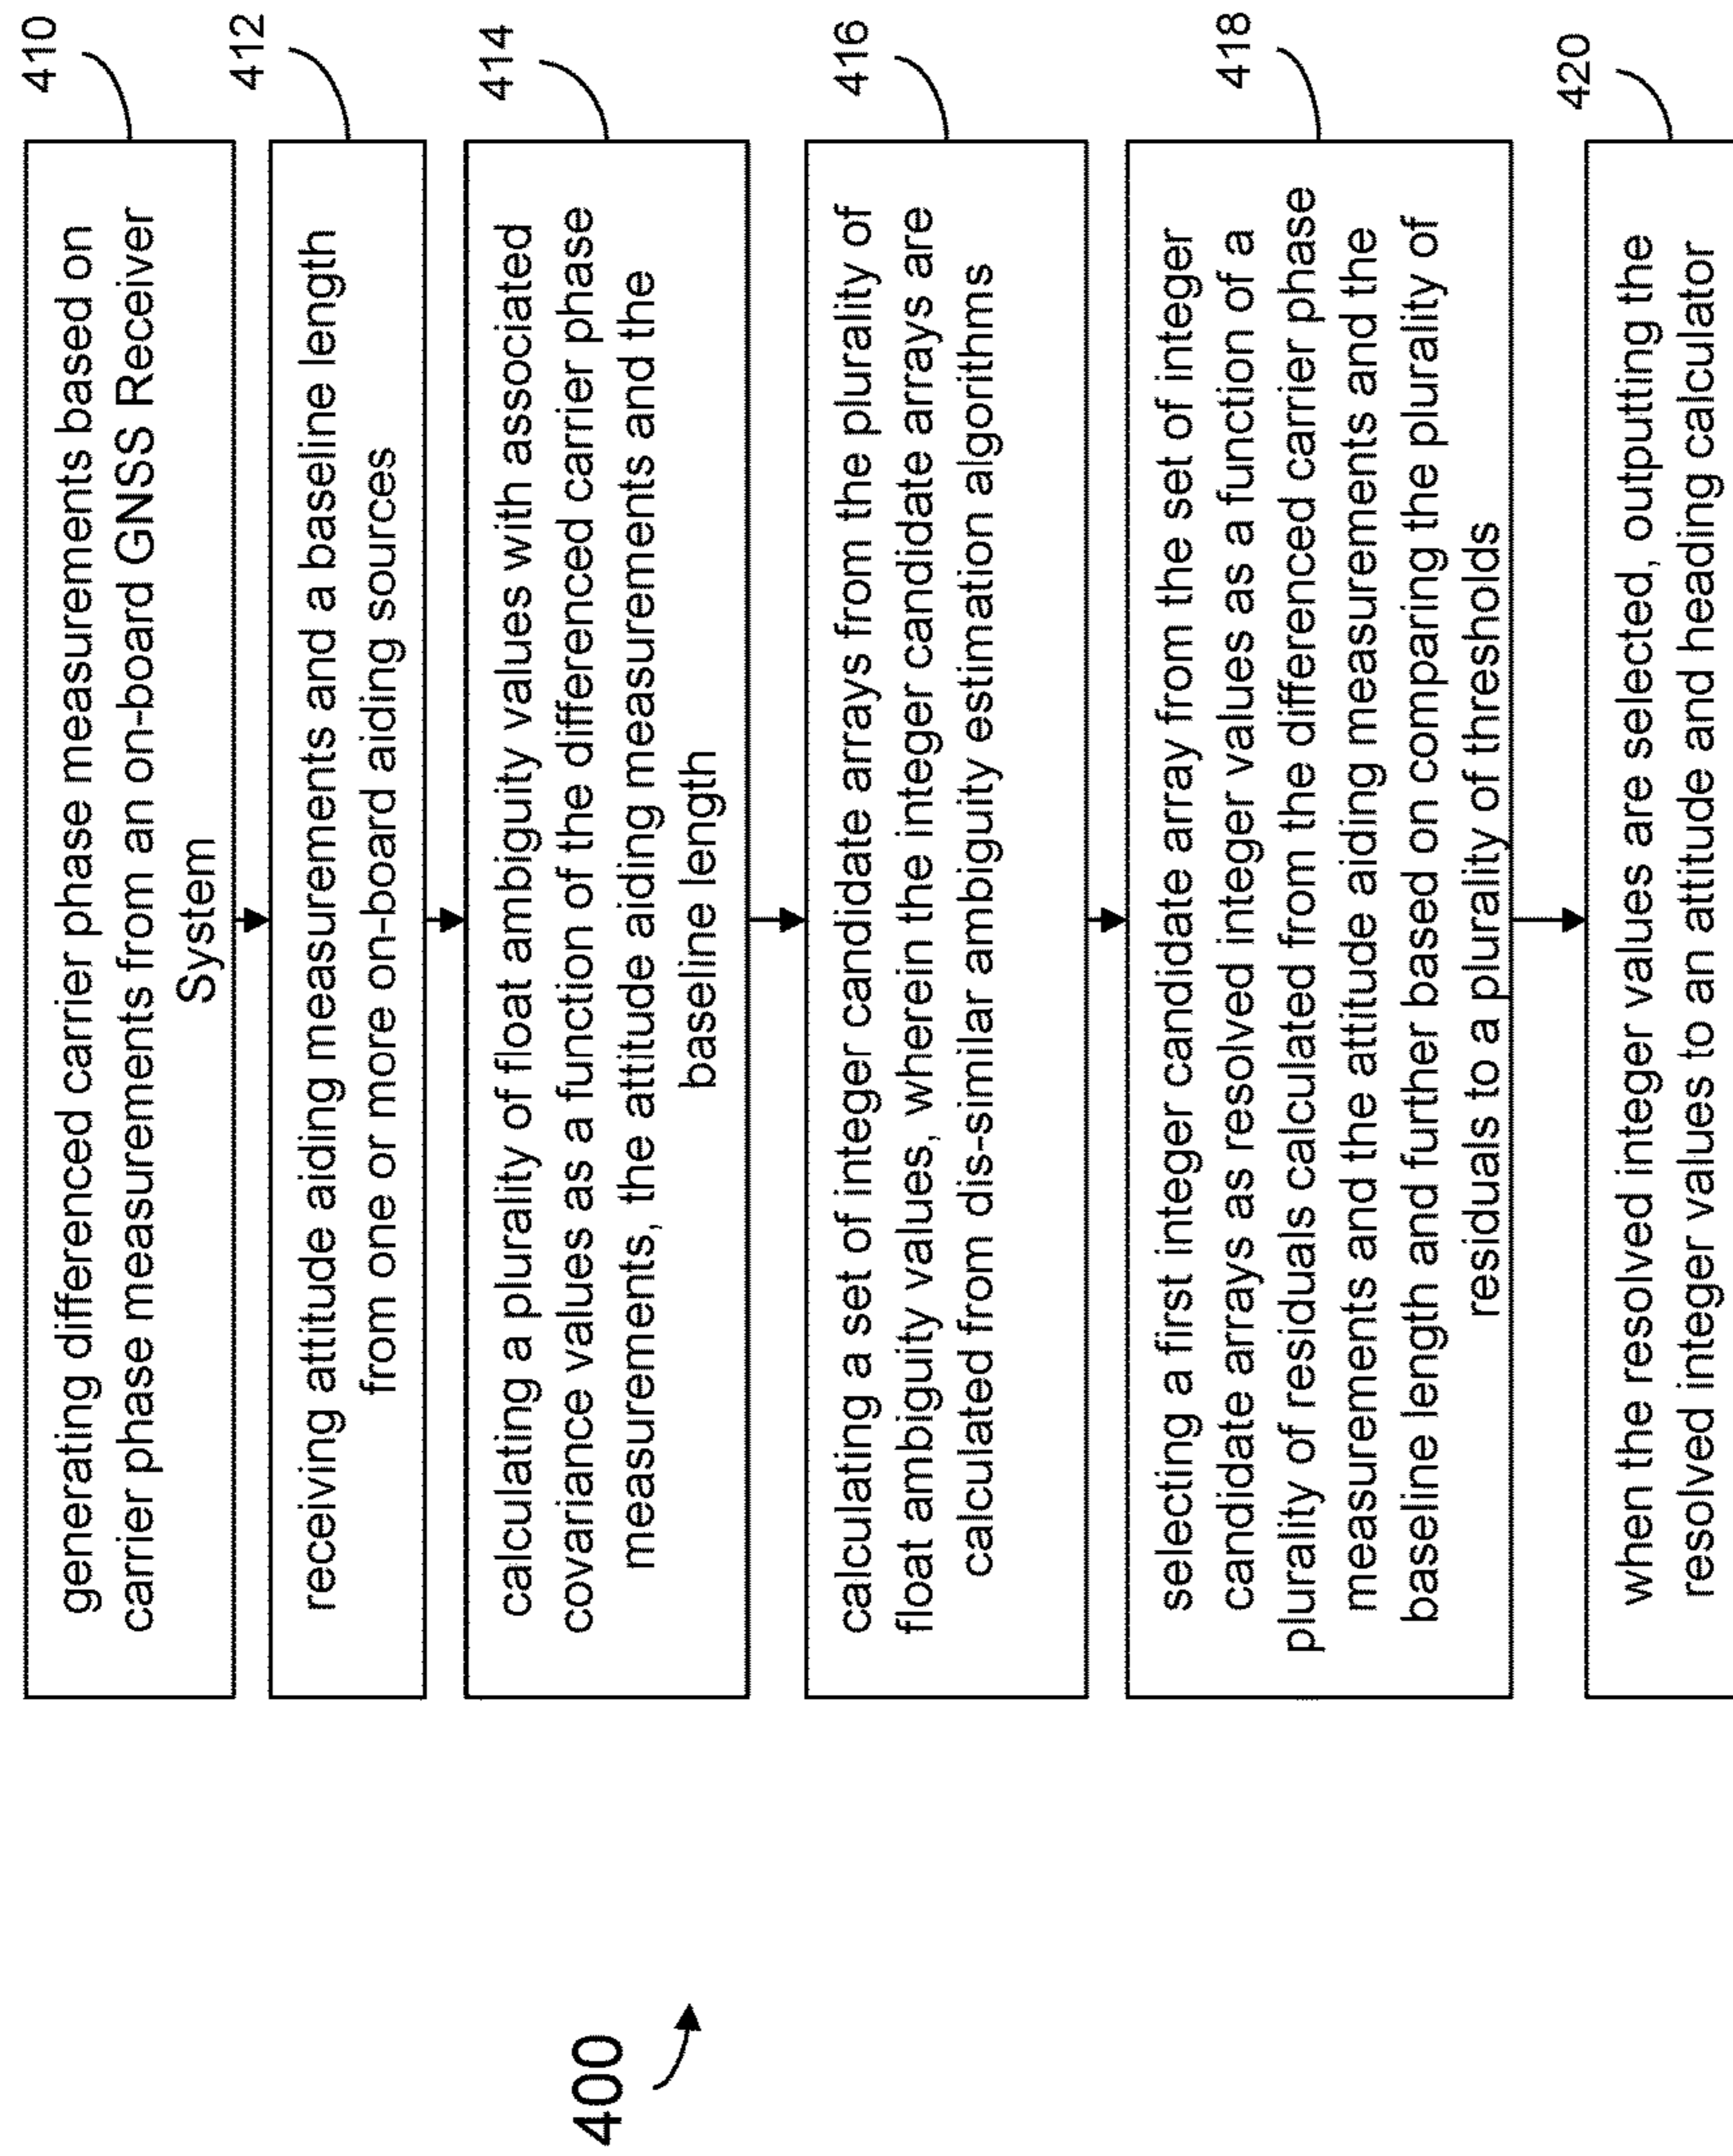 410
generating differenced carrier phase measurements based on
carrier phase measurements from an on-board GNSS Receiver
System
412
receiving attitude aiding measurements and a baseline length
from one or more on-board aiding sources
414
calculating a plurality of float ambiguity values with associated
covariance values as a function of the differenced carrier phase
measurements, the attitude aiding measurements and the
baseline length
416
calculating a set of integer candidate arrays from the plurality of
float ambiguity values, wherein the integer candidate arrays are
calculated from dis-similar ambiguity estimation algorithms
418
selecting a first integer candidate array from the set of integer
candidate arrays as resolved integer values as a function of a
plurality of residuals calculated from the differenced carrier phase
measurements and the attitude aiding measurements and the
baseline length and further based on comparing the plurality of
residuals to a plurality of thresholds
420
when the resolved integer values are selected, outputting the
resolved integer values to an attitude and heading calculator
400